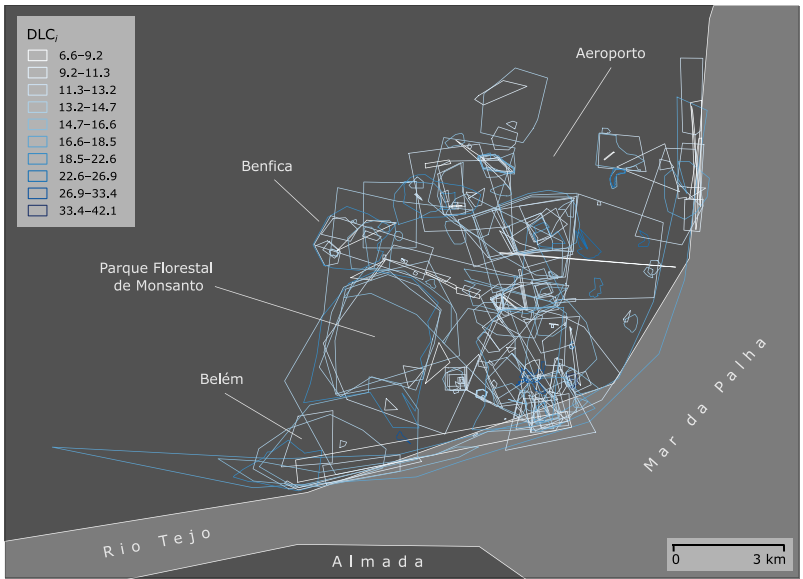 DLCi
6.6–9.2
9.2–11.3
11.3–13.2
13.2–14.7
14.7–16.6
16.6–18.5
18.5–22.6
22.6–26.9
26.9–33.4
33.4–42.1
Aeroporto
Benfica
Parque Florestal
de Monsanto
Belém
Mar da Palha
Rio Tejo
Almada
0 3 km